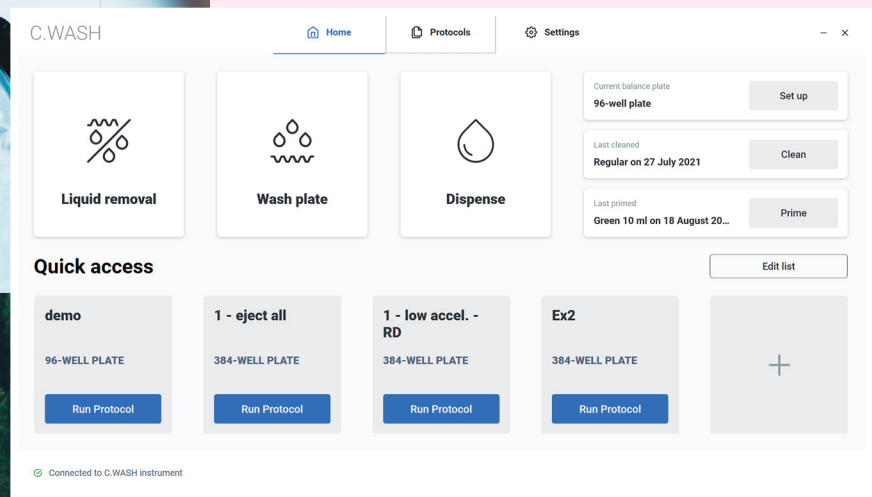 C.WASH
Home
Protocols
Settings
Liquid removal
Wash plate
Dispense
Current balance plate
96-well plate
Set up
Last cleaned
Regular on 27 July 2021
Clean
Last primed
Green 10 ml on 18 August 20...
Prime
Quick access
Edit list
demo
96-WELL PLATE
Run Protocol
1 - eject all
384-WELL PLATE
Run Protocol
1 - low accel. -
RD
384-WELL PLATE
Run Protocol
Ex2
384-WELL PLATE
Run Protocol
Connected to C.WASH instrument